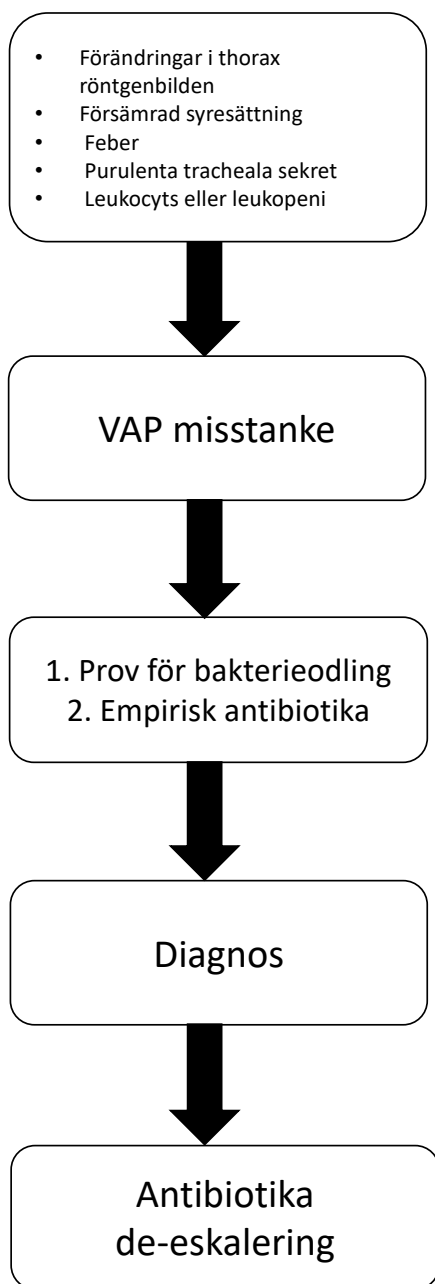 • Förändringar i thorax
röntgenbilden
• Försämrad syresättning
• Feber
• Purulenta tracheala sekret
• Leukocyts eller leukopeni
VAP misstanke
1. Prov för bakterieodling
2. Empirisk antibiotika
Diagnos
Antibiotika
de-eskalering